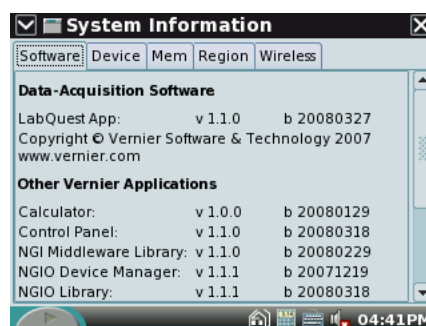 System Information
Software Device Mem Region Wireless
Data-Acquisition Software
LabQuest App: v 1.1.0 b 20080327
Copyright © Vernier Software & Technology 2007
www.vernier.com
Other Vernier Applications
Calculator: v 1.0.0 b 20080129
Control Panel: v 1.1.0 b 20080318
NGI Middleware Library: v 1.1.0 b 20080229
NGIO Device Manager: v 1.1.1 b 20071219
NGIO Library: v 1.1.1 b 20080318
04:41PM